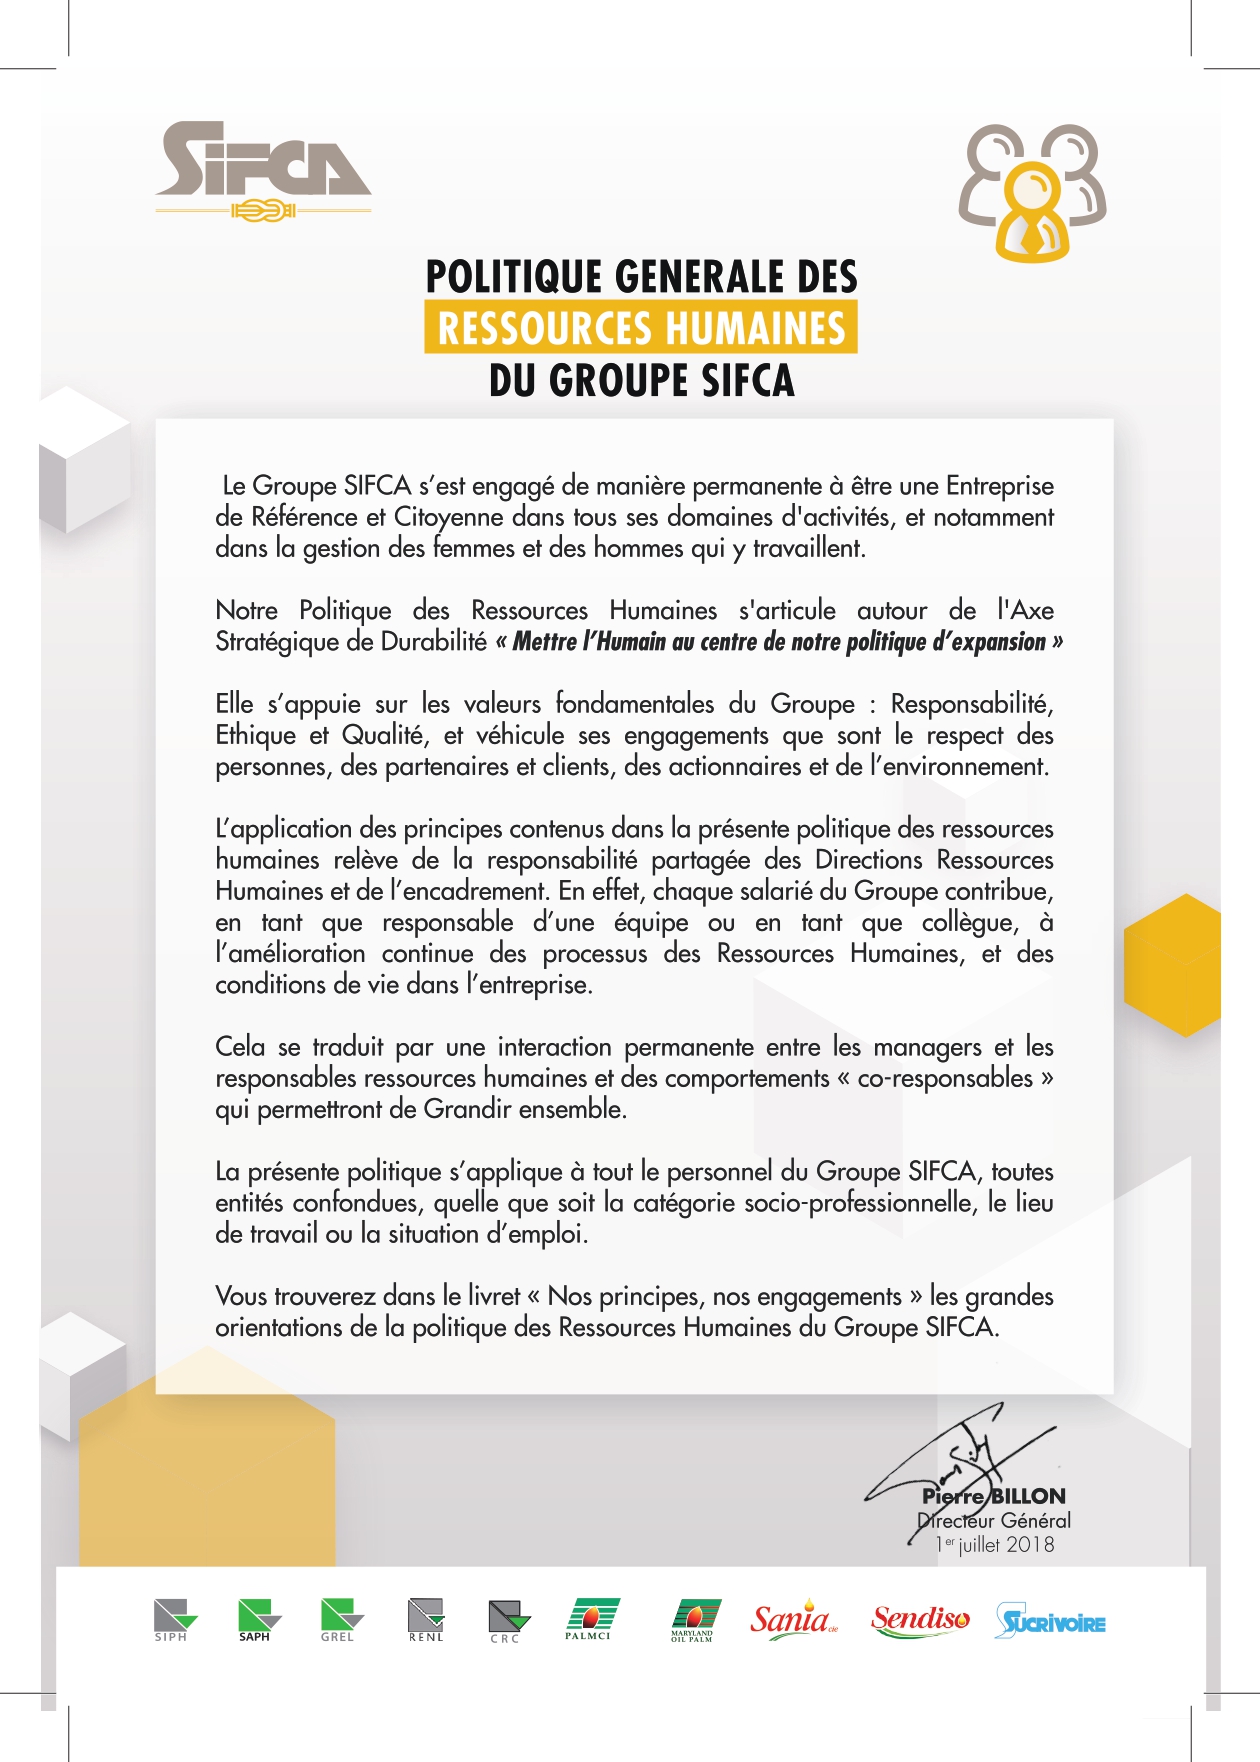 SIFCA
POLITIQUE GENERALE DES
RESSOURCES HUMAINES
DU GROUPE SIFCA
Le Groupe SIFCA s’est engagé de manière permanente à être une Entreprise
de Référence et Citoyenne dans tous ses domaines d'activités, et notamment
dans la gestion des femmes et des hommes qui y travaillent.
Notre Politique des Ressources Humaines s'articule autour de l'Axe
Stratégique de Durabilité « Mettre l’Humain au centre de notre politique d’expansion »
Elle s’appuie sur les valeurs fondamentales du Groupe : Responsabilité,
Ethique et Qualité, et véhicule ses engagements que sont le respect des
personnes, des partenaires et clients, des actionnaires et de l’environnement.
L’application des principes contenus dans la présente politique des ressources
humaines relève de la responsabilité partagée des Directions Ressources
Humaines et de l’encadrement. En effet, chaque salarié du Groupe contribue,
en tant que responsable d’une équipe ou en tant que collègue, à
l’amélioration continue des processus des Ressources Humaines, et des
conditions de vie dans l’entreprise.
Cela se traduit par une interaction permanente entre les managers et les
responsables ressources humaines et des comportements « co-responsables »
qui permettront de Grandir ensemble.
La présente politique s’applique à tout le personnel du Groupe SIFCA, toutes
entités confondues, quelle que soit la catégorie socio-professionnelle, le lieu
de travail ou la situation d’emploi.
Vous trouverez dans le livret « Nos principes, nos engagements » les grandes
orientations de la politique des Ressources Humaines du Groupe SIFCA.
Pierre BILLON
Directeur Général
1er juillet 2018
SIPH SAPH GREL RENL CRC PALMCI MARYLAND OIL PALM Sania cie Sendiso SUCRIVOIRE